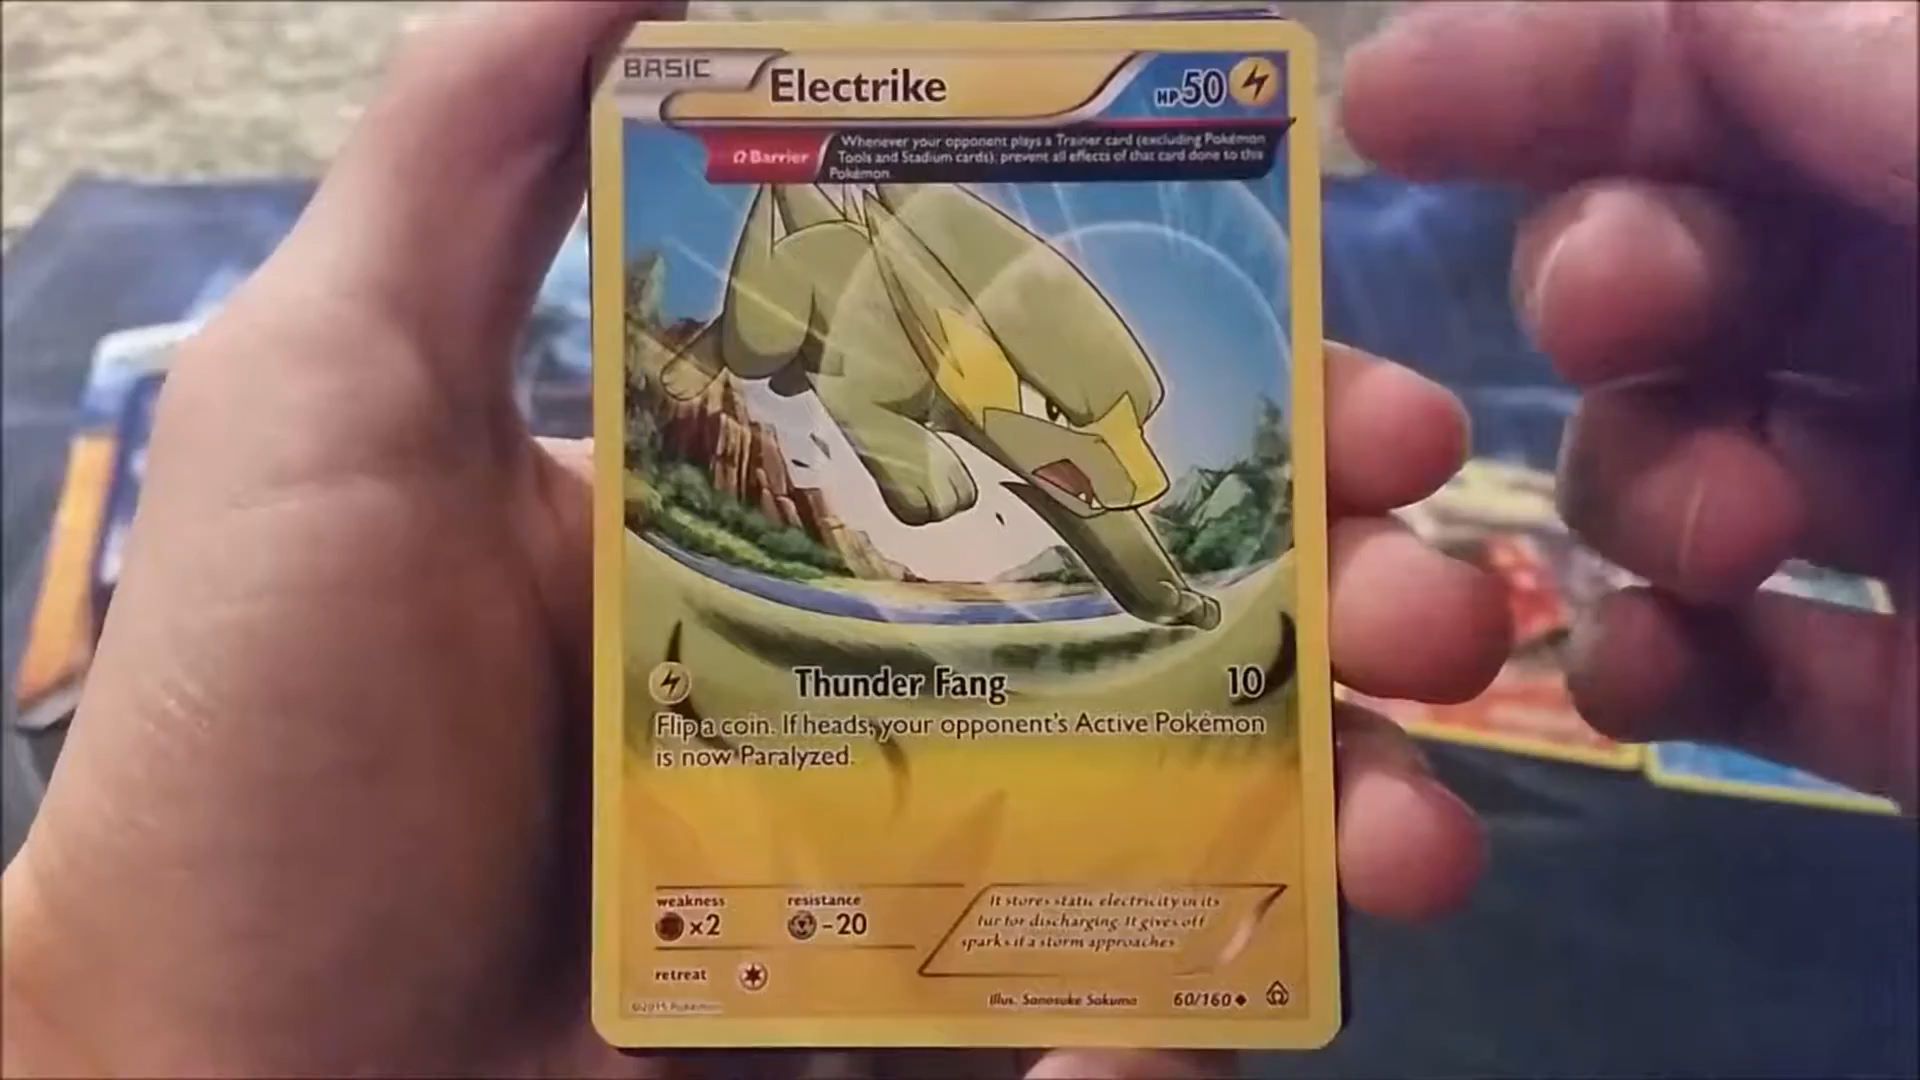 BASIC Electrike HP50
Ω Barrier
Whenever your opponent plays a Trainer card (excluding Pokémon
Tools and Stadium cards), prevent all effects of that card done to this
Pokémon.
Thunder Fang 10
Flip a coin. If heads, your opponent's Active Pokémon
is now Paralyzed.
weakness resistance
×2 -20
It stores static electricity in its
fur for discharging. It gives off
sparks if a storm approaches.
retreat
©2015 Pokémon
Illus. Sanosuke Sakuma 60/160